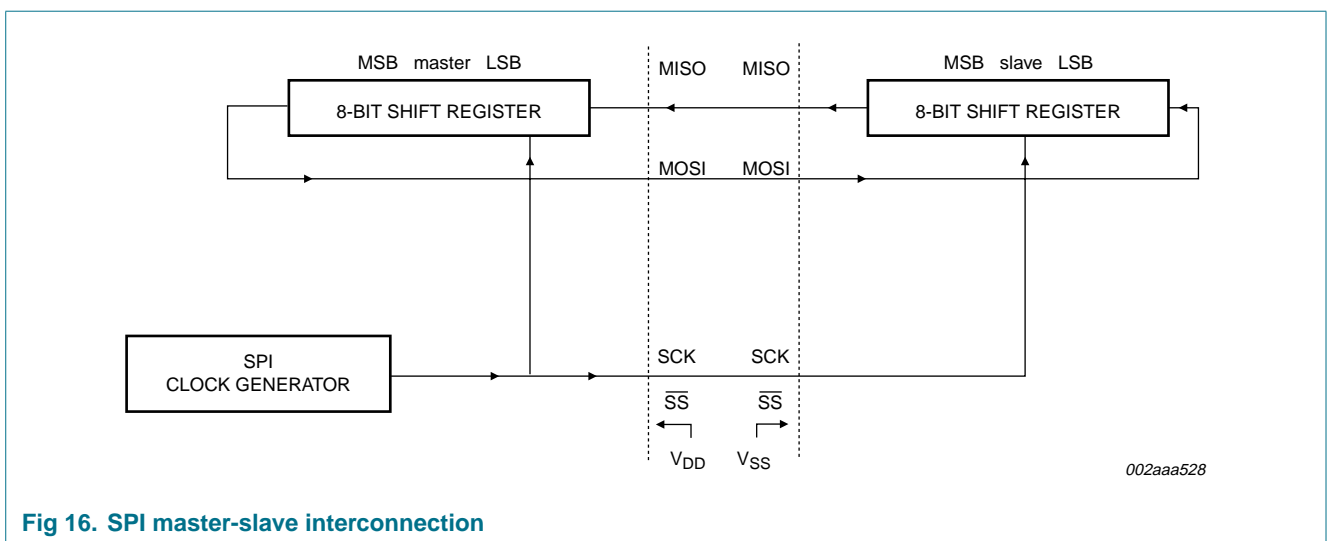 MSB master LSB
8-BIT SHIFT REGISTER
MISO MISO
MSB slave LSB
8-BIT SHIFT REGISTER
MOSI MOSI
SPI
CLOCK GENERATOR
SCK SCK
SS SS
VDD VSS
002aaa528
Fig 16. SPI master-slave interconnection